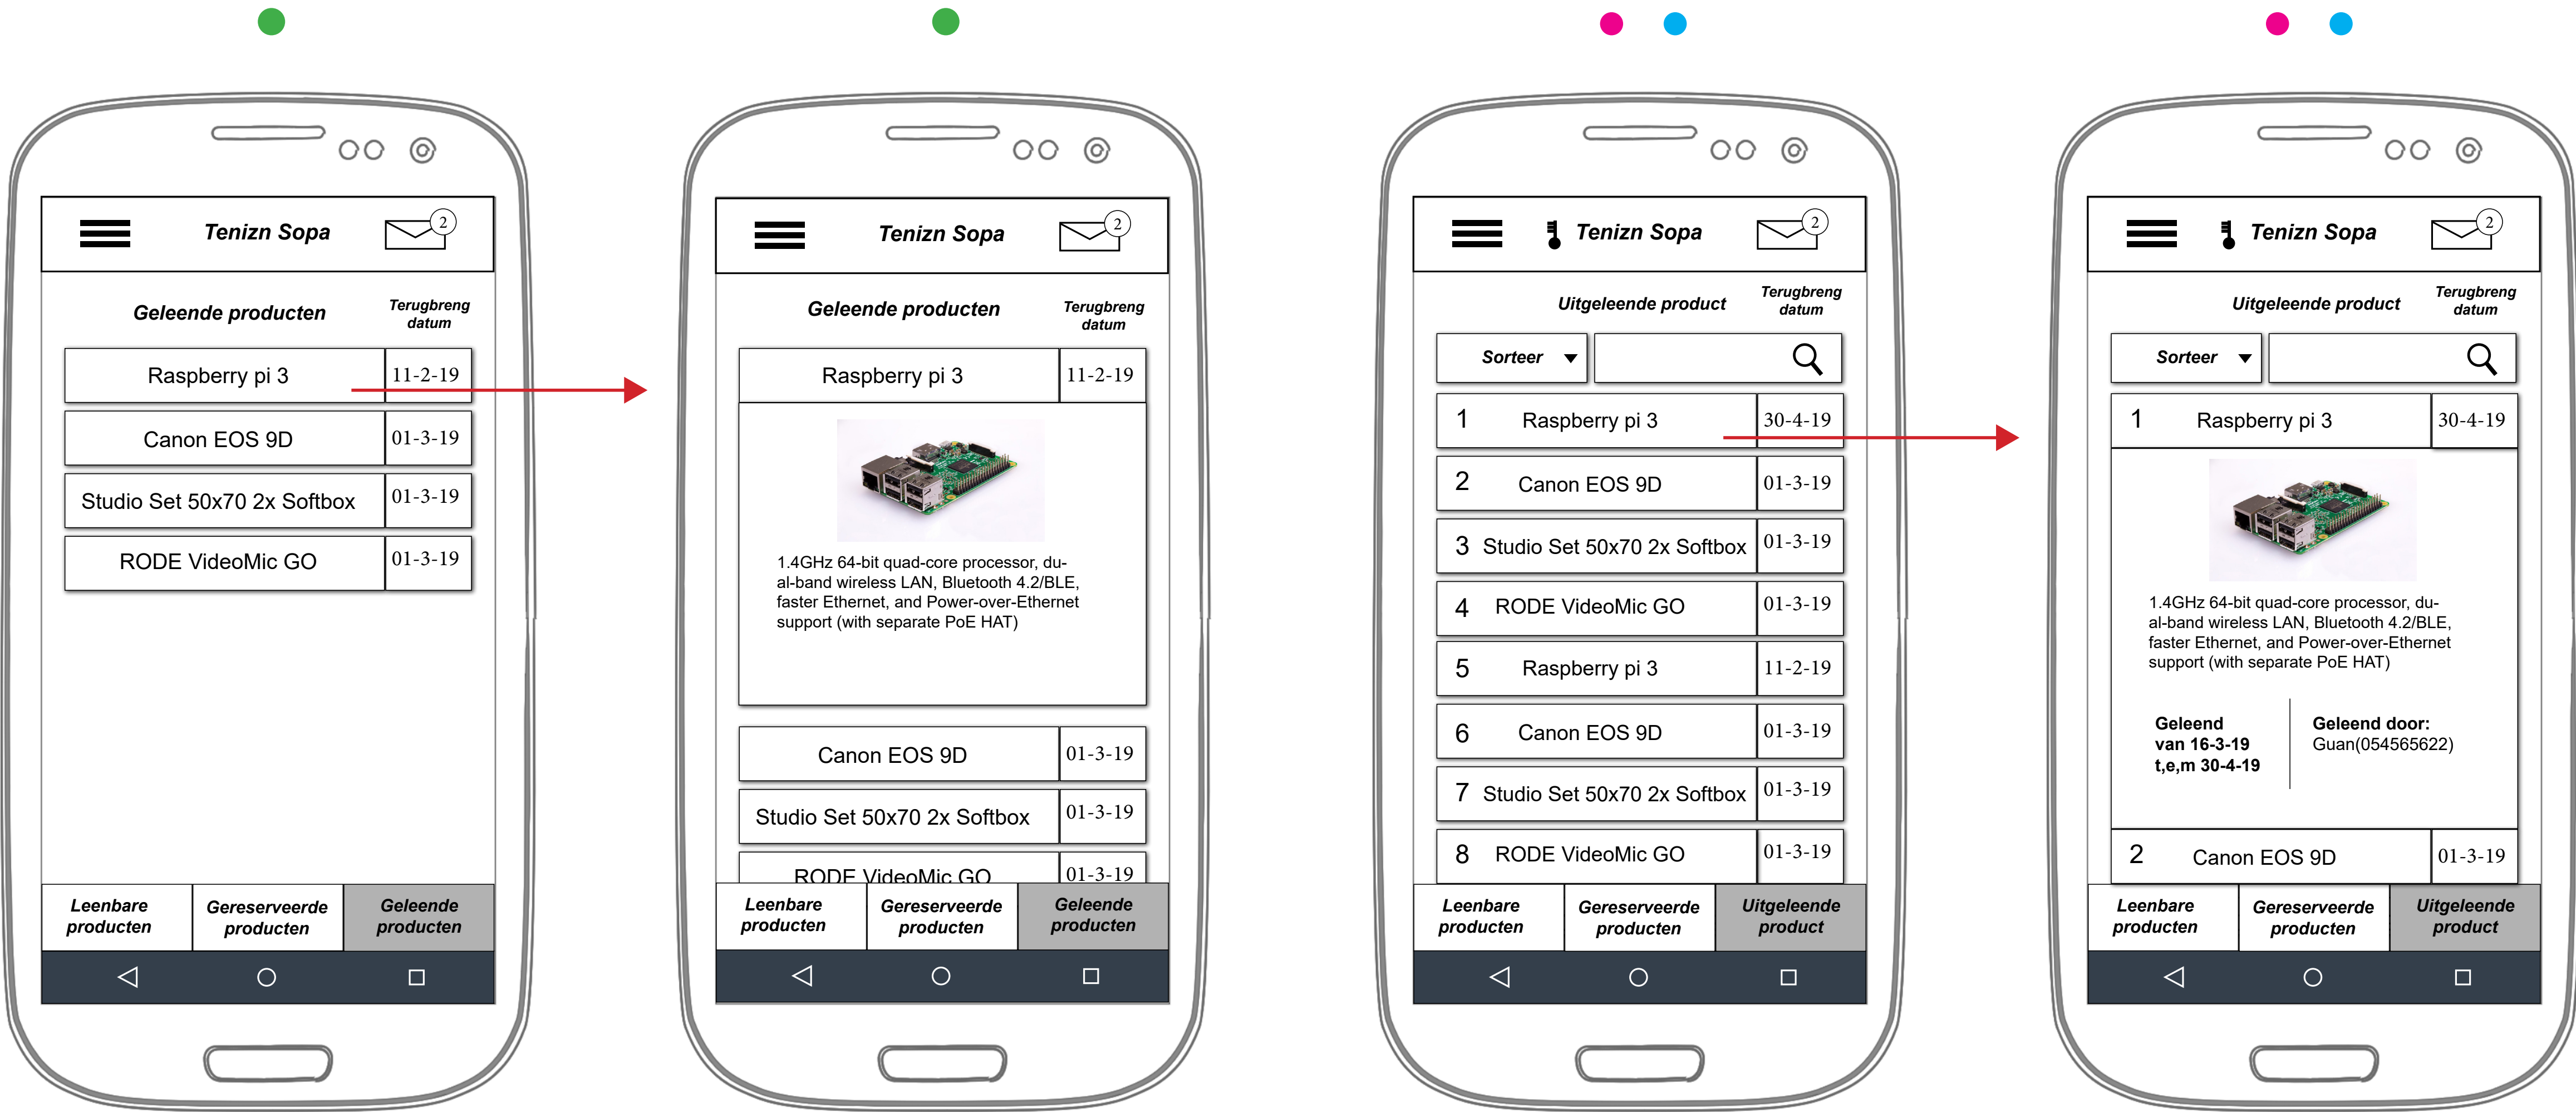 Tenizn Sopa
2
Geleende producten
Terugbreng
datum
Raspberry pi 3
11-2-19
Canon EOS 9D
01-3-19
Studio Set 50x70 2x Softbox
01-3-19
RODE VideoMic GO
01-3-19
Leenbare
producten
Gereserveerde
producten
Geleende
producten
Tenizn Sopa
2
Geleende producten
Terugbreng
datum
Raspberry pi 3
11-2-19
1.4GHz 64-bit quad-core processor, du-
al-band wireless LAN, Bluetooth 4.2/BLE,
faster Ethernet, and Power-over-Ethernet
support (with separate PoE HAT)
Canon EOS 9D
01-3-19
Studio Set 50x70 2x Softbox
01-3-19
RODE VideoMic GO
01-3-19
Leenbare
producten
Gereserveerde
producten
Geleende
producten
Tenizn Sopa
2
Uitgeleende product
Terugbreng
datum
Sorteer
1 Raspberry pi 3
30-4-19
2 Canon EOS 9D
01-3-19
3 Studio Set 50x70 2x Softbox
01-3-19
4 RODE VideoMic GO
01-3-19
5 Raspberry pi 3
11-2-19
6 Canon EOS 9D
01-3-19
7 Studio Set 50x70 2x Softbox
01-3-19
8 RODE VideoMic GO
01-3-19
Leenbare
producten
Gereserveerde
producten
Uitgeleende
product
Tenizn Sopa
2
Uitgeleende product
Terugbreng
datum
Sorteer
1 Raspberry pi 3
30-4-19
1.4GHz 64-bit quad-core processor, du-
al-band wireless LAN, Bluetooth 4.2/BLE,
faster Ethernet, and Power-over-Ethernet
support (with separate PoE HAT)
Geleend
van 16-3-19
t,e,m 30-4-19
Geleend door:
Guan(054565622)
2 Canon EOS 9D
01-3-19
Leenbare
producten
Gereserveerde
producten
Uitgeleende
product